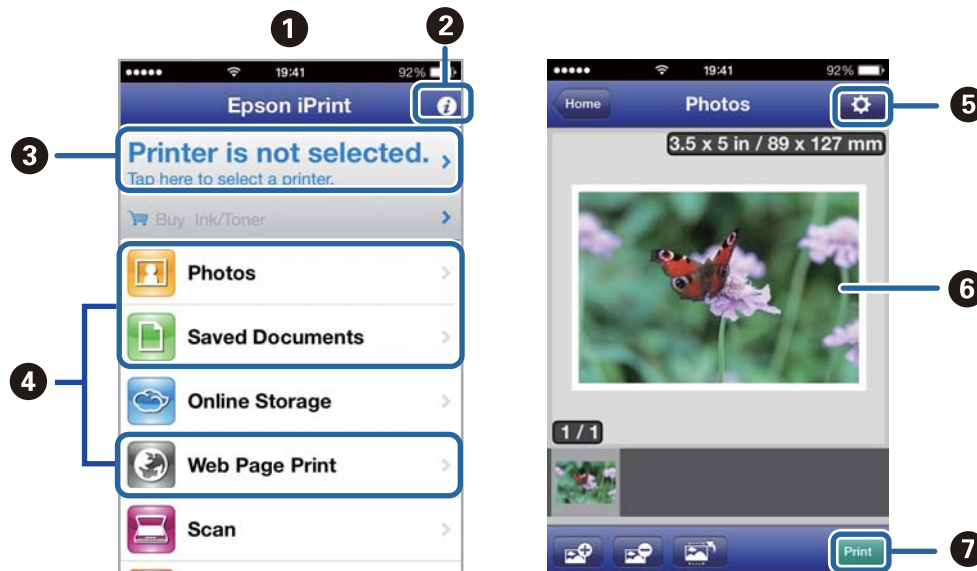 1
2
19:41
92%
Epson iPrint
3
Printer is not selected.
Tap here to select a printer.
Buy Ink/Toner
Photos
Saved Documents
4
Online Storage
Web Page Print
Scan
19:41
92%
Home
Photos
5
3.5 x 5 in / 89 x 127 mm
6
1 / 1
Print
7